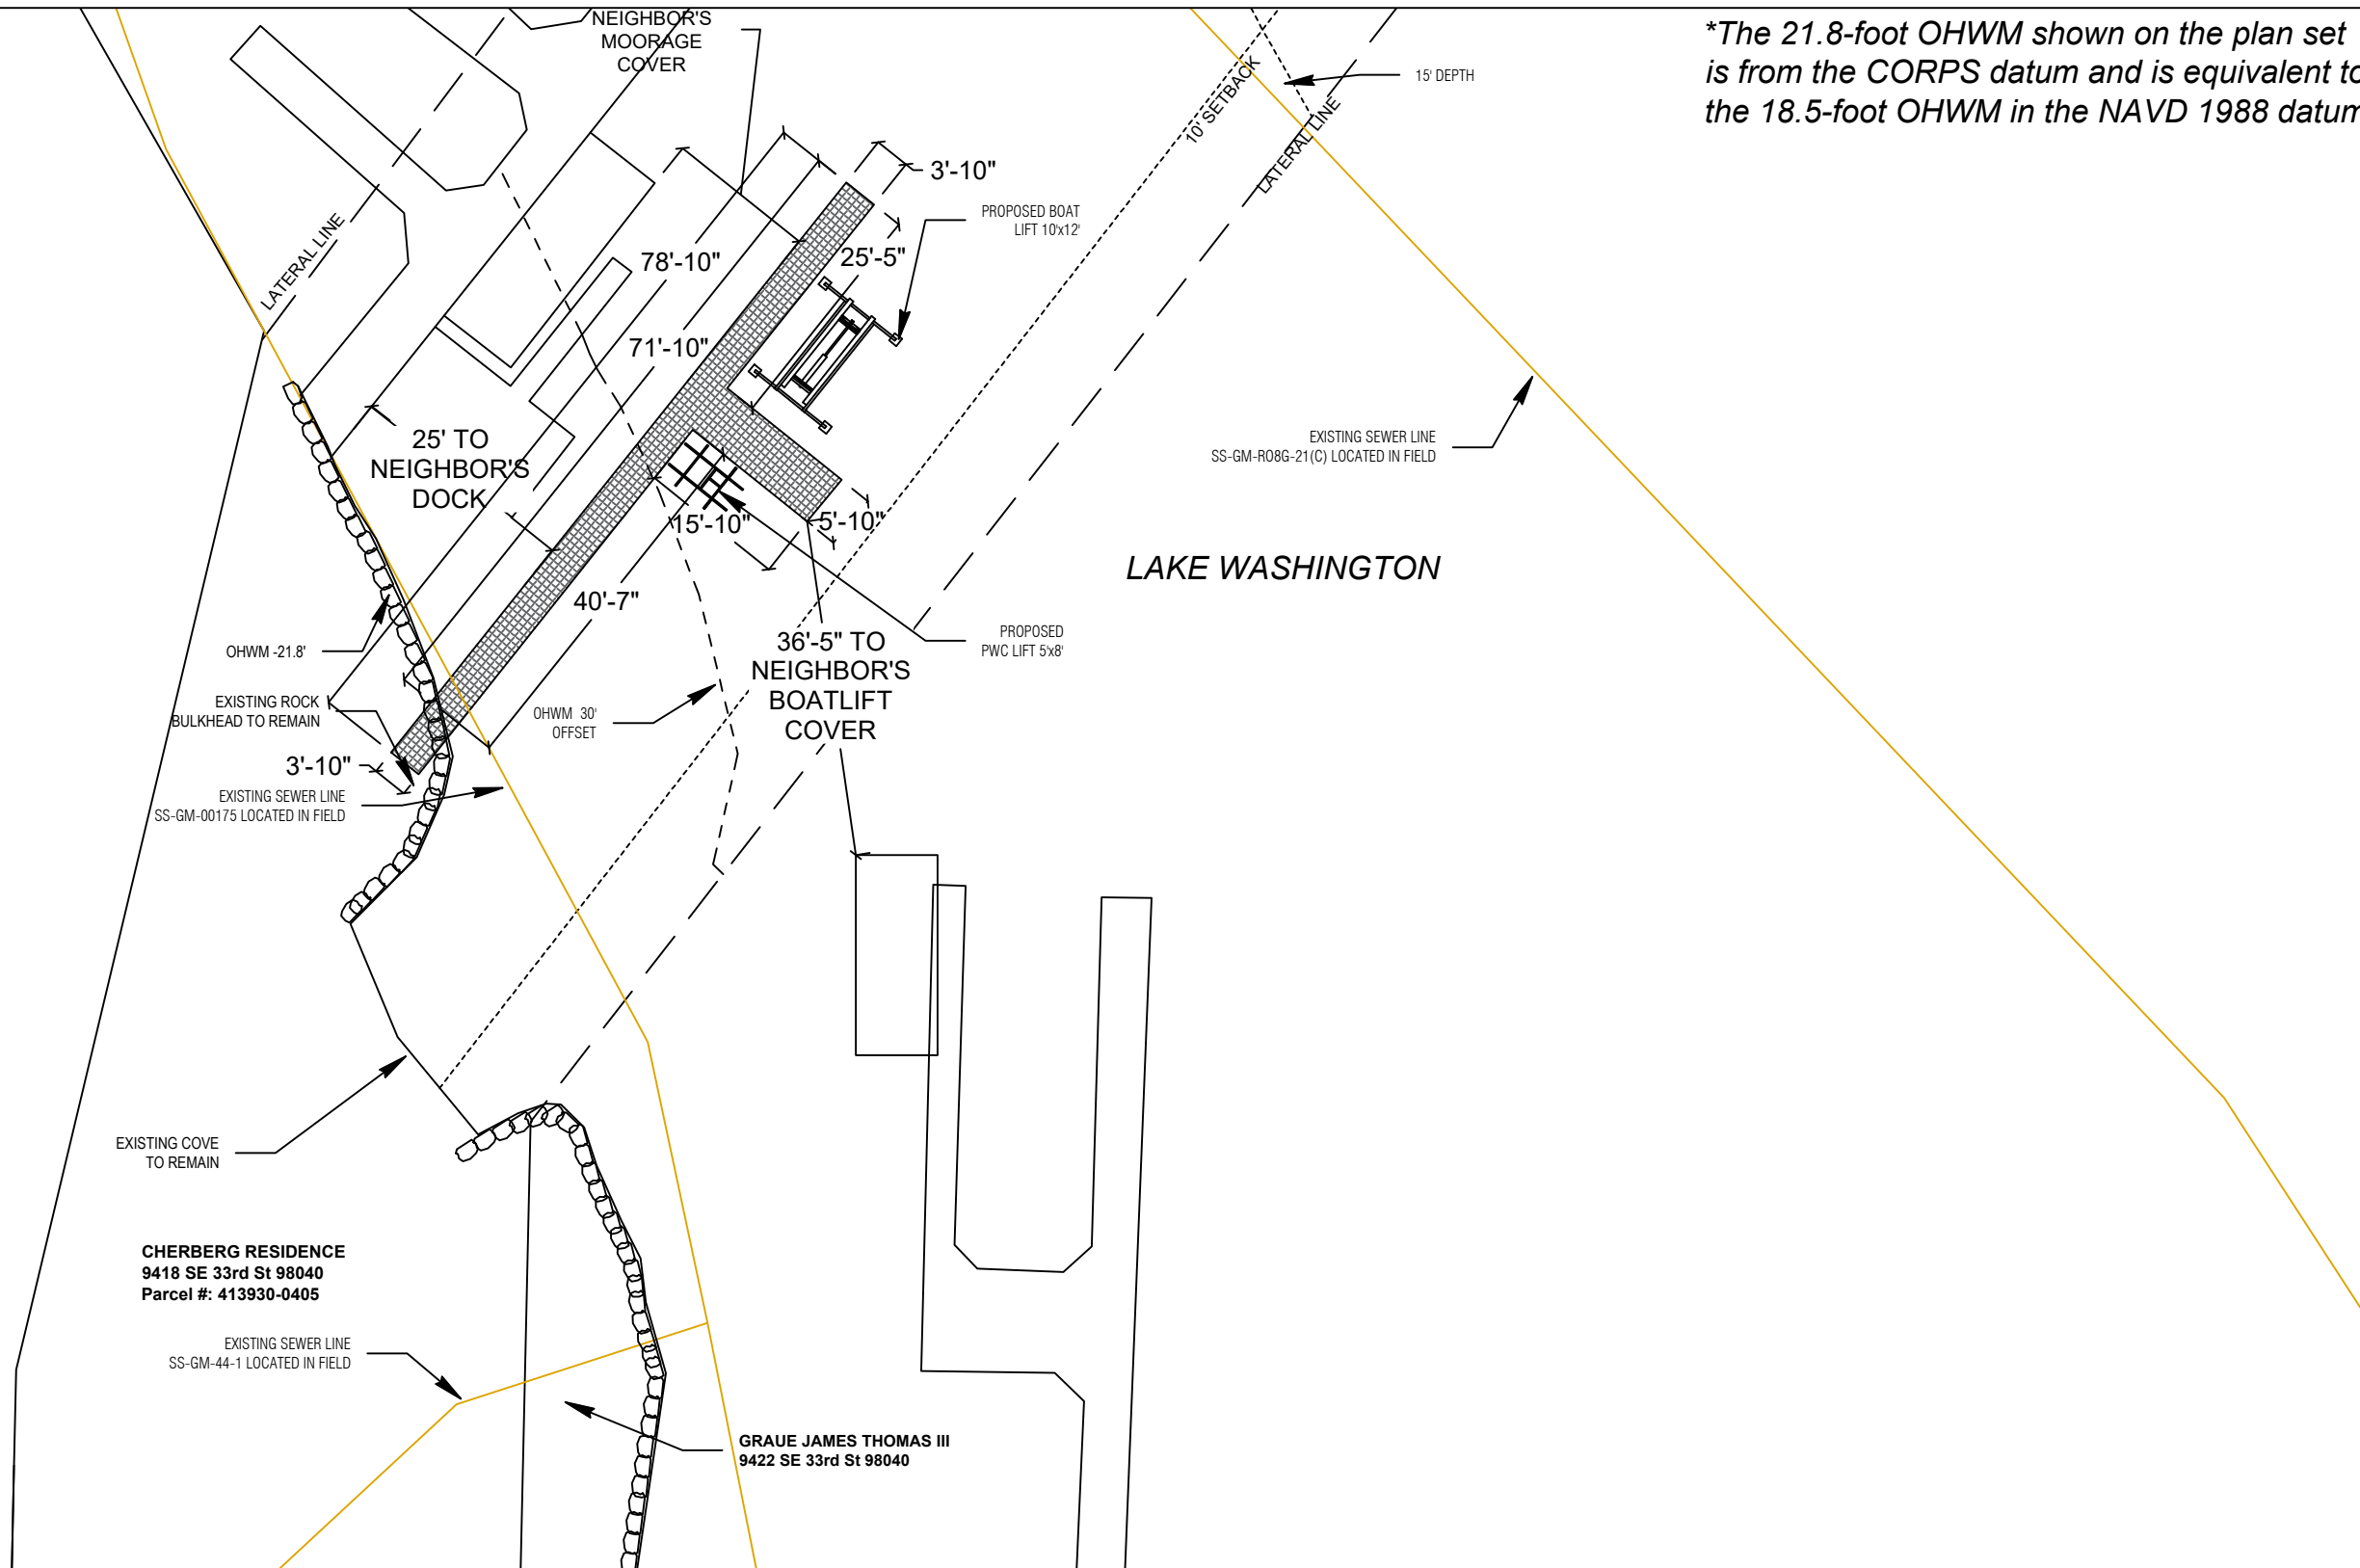 NEIGHBOR'S
MOORAGE
COVER
*The 21.8-foot OHWM shown on the plan set
is from the CORPS datum and is equivalent to
the 18.5-foot OHWM in the NAVD 1988 datum
15' DEPTH
10' SETBACK
LATERAL LINE
3'-10"
PROPOSED BOAT
LIFT 10'x12'
LATERAL LINE
78'-10"
25'-5"
71'-10"
25' TO
NEIGHBOR'S
DOCK
EXISTING SEWER LINE
SS-GM-R08G-21(C) LOCATED IN FIELD
15'-10"
5'-10"
LAKE WASHINGTON
40'-7"
OHWM -21.8'
PROPOSED
PWC LIFT 5'x8'
36'-5" TO
NEIGHBOR'S
BOATLIFT
COVER
EXISTING ROCK
BULKHEAD TO REMAIN
OHWM 30'
OFFSET
3'-10"
EXISTING SEWER LINE
SS-GM-00175 LOCATED IN FIELD
EXISTING COVE
TO REMAIN
CHERBERG RESIDENCE
9418 SE 33rd St 98040
Parcel #: 413930-0405
EXISTING SEWER LINE
SS-GM-44-1 LOCATED IN FIELD
GRAUE JAMES THOMAS III
9422 SE 33rd St 98040